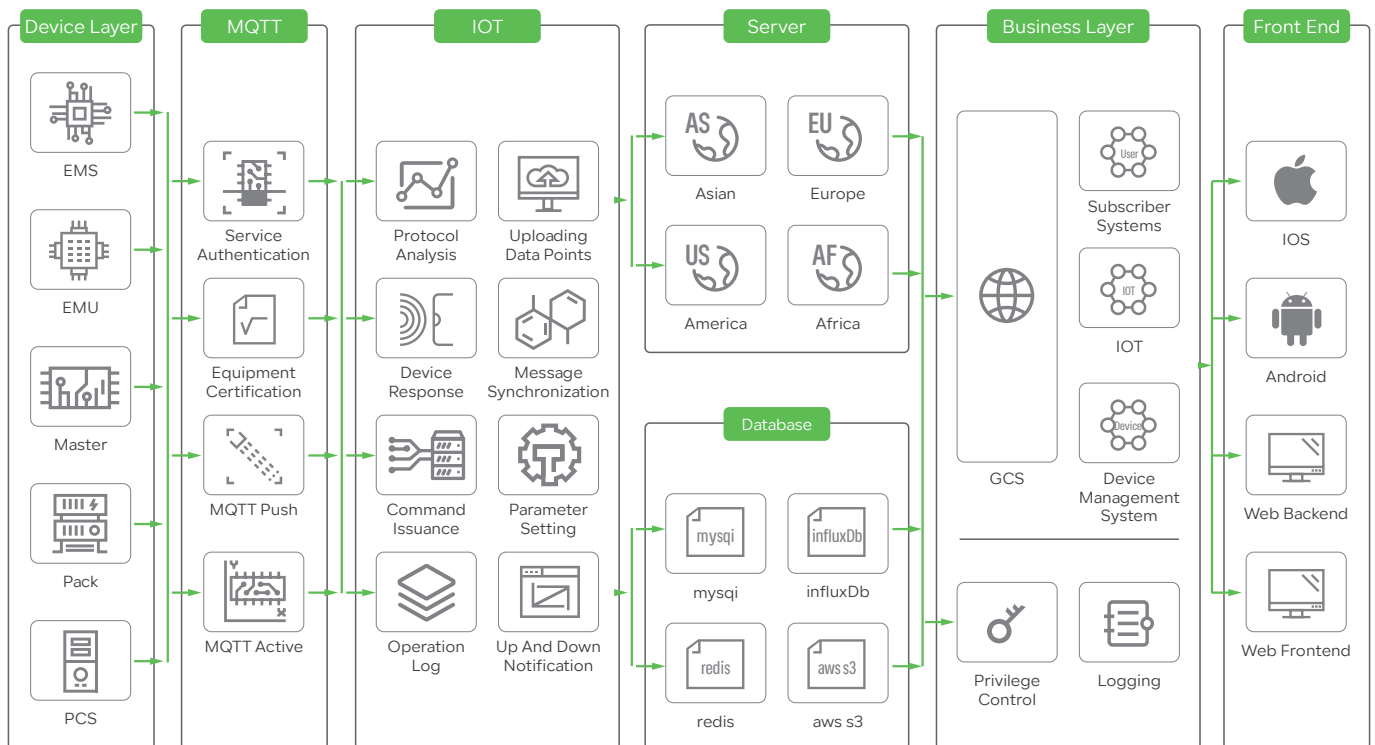 Device Layer
EMS
EMU
Master
Pack
PCS
MQTT
Service
Authentication
Equipment
Certification
MQTT Push
Y
X
MQTT Active
IOT
Protocol
Analysis
Uploading
Data Points
Device
Response
Message
Synchronization
Command
Issuance
Parameter
Setting
Operation
Log
Up And Down
Notification
Server
AS
Asian
EU
Europe
US
America
AF
Africa
Database
mysqi
mysqi
influxDb
influxDb
redis
redis
aws s3
aws s3
Business Layer
GCS
User
Subscriber
Systems
IOT
IOT
Device
Device
Management
System
Privilege
Control
Logging
Front End
IOS
Android
Web Backend
Web Frontend